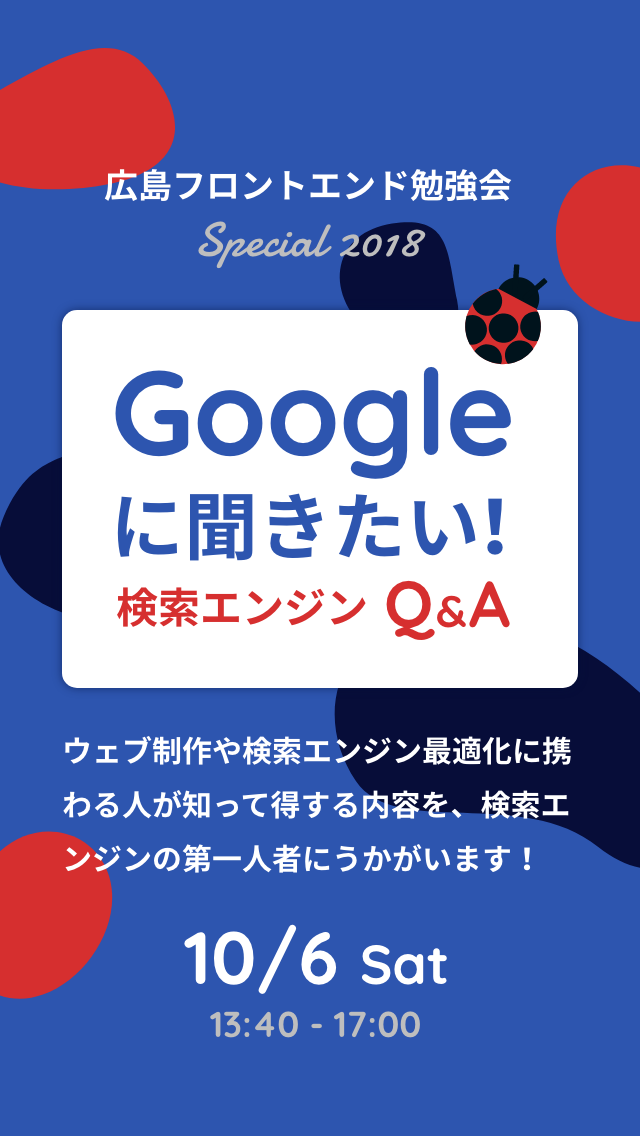 広島フロントエンド勉強会
Special 2018
Google
に聞きたい!
検索エンジン Q&A
ウェブ制作や検索エンジン最適化に携
わる人が知って得する内容を、検索エ
ンジンの第一人者にうかがいます！
10/6 Sat
13:40 - 17:00